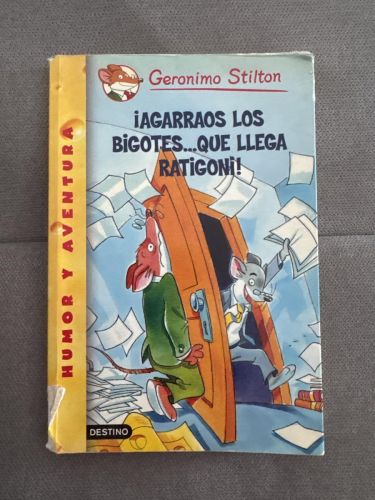 Geronimo Stilton
¡AGARRAOS LOS
BIGOTES...QUE LLEGA
RATIGONI!
HUMOR Y AVENTURA
DESTINO